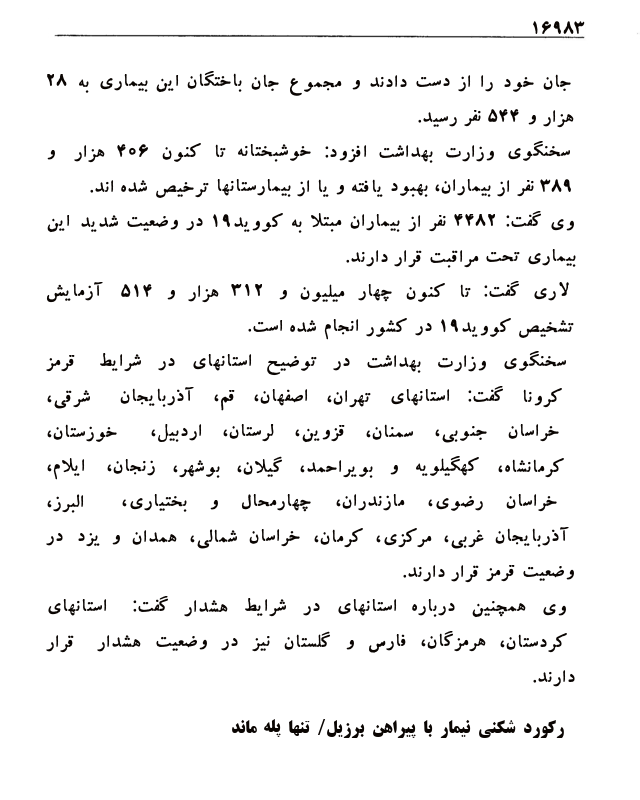 ۱۶۹۸۳
جان خود را از دست دادند و مجموع جان باختگان این بیماری به ۲۸
هزار و ۵۴۴ نفر رسید.
سخنگوی وزارت بهداشت افزود: خوشبختانه تا کنون ۴۰۶ هزار و
۳۸۹ نفر از بیماران، بهبود یافته و یا از بیمارستانها ترخیص شده اند.
وی گفت: ۴۴۸۲ نفر از بیماران مبتلا به کووید۱۹ در وضعیت شدید این
بیماری تحت مراقبت قرار دارند.
لاری گفت: تا کنون چهار میلیون و ۳۱۲ هزار و ۵۱۴ آزمایش
تشخیص کووید۱۹ در کشور انجام شده است.
سخنگوی وزارت بهداشت در توضیح استانهای در شرایط قرمز
کرونا گفت: استانهای تهران، اصفهان، قم، آذربایجان شرقی،
خراسان جنوبی، سمنان، قزوین، لرستان، اردبیل، خوزستان،
کرمانشاه، کهگیلویه و بویراحمد، گیلان، بوشهر، زنجان، ایلام،
خراسان رضوی، مازندران، چهارمحال و بختیاری، البرز،
آذربایجان غربی، مرکزی، کرمان، خراسان شمالی، همدان و یزد در
وضعیت قرمز قرار دارند.
وی همچنین درباره استانهای در شرایط هشدار گفت: استانهای
کردستان، هرمزگان، فارس و گلستان نیز در وضعیت هشدار قرار
دارند.
رکورد شکنی نیمار با پیراهن برزیل/ تنها پله ماند